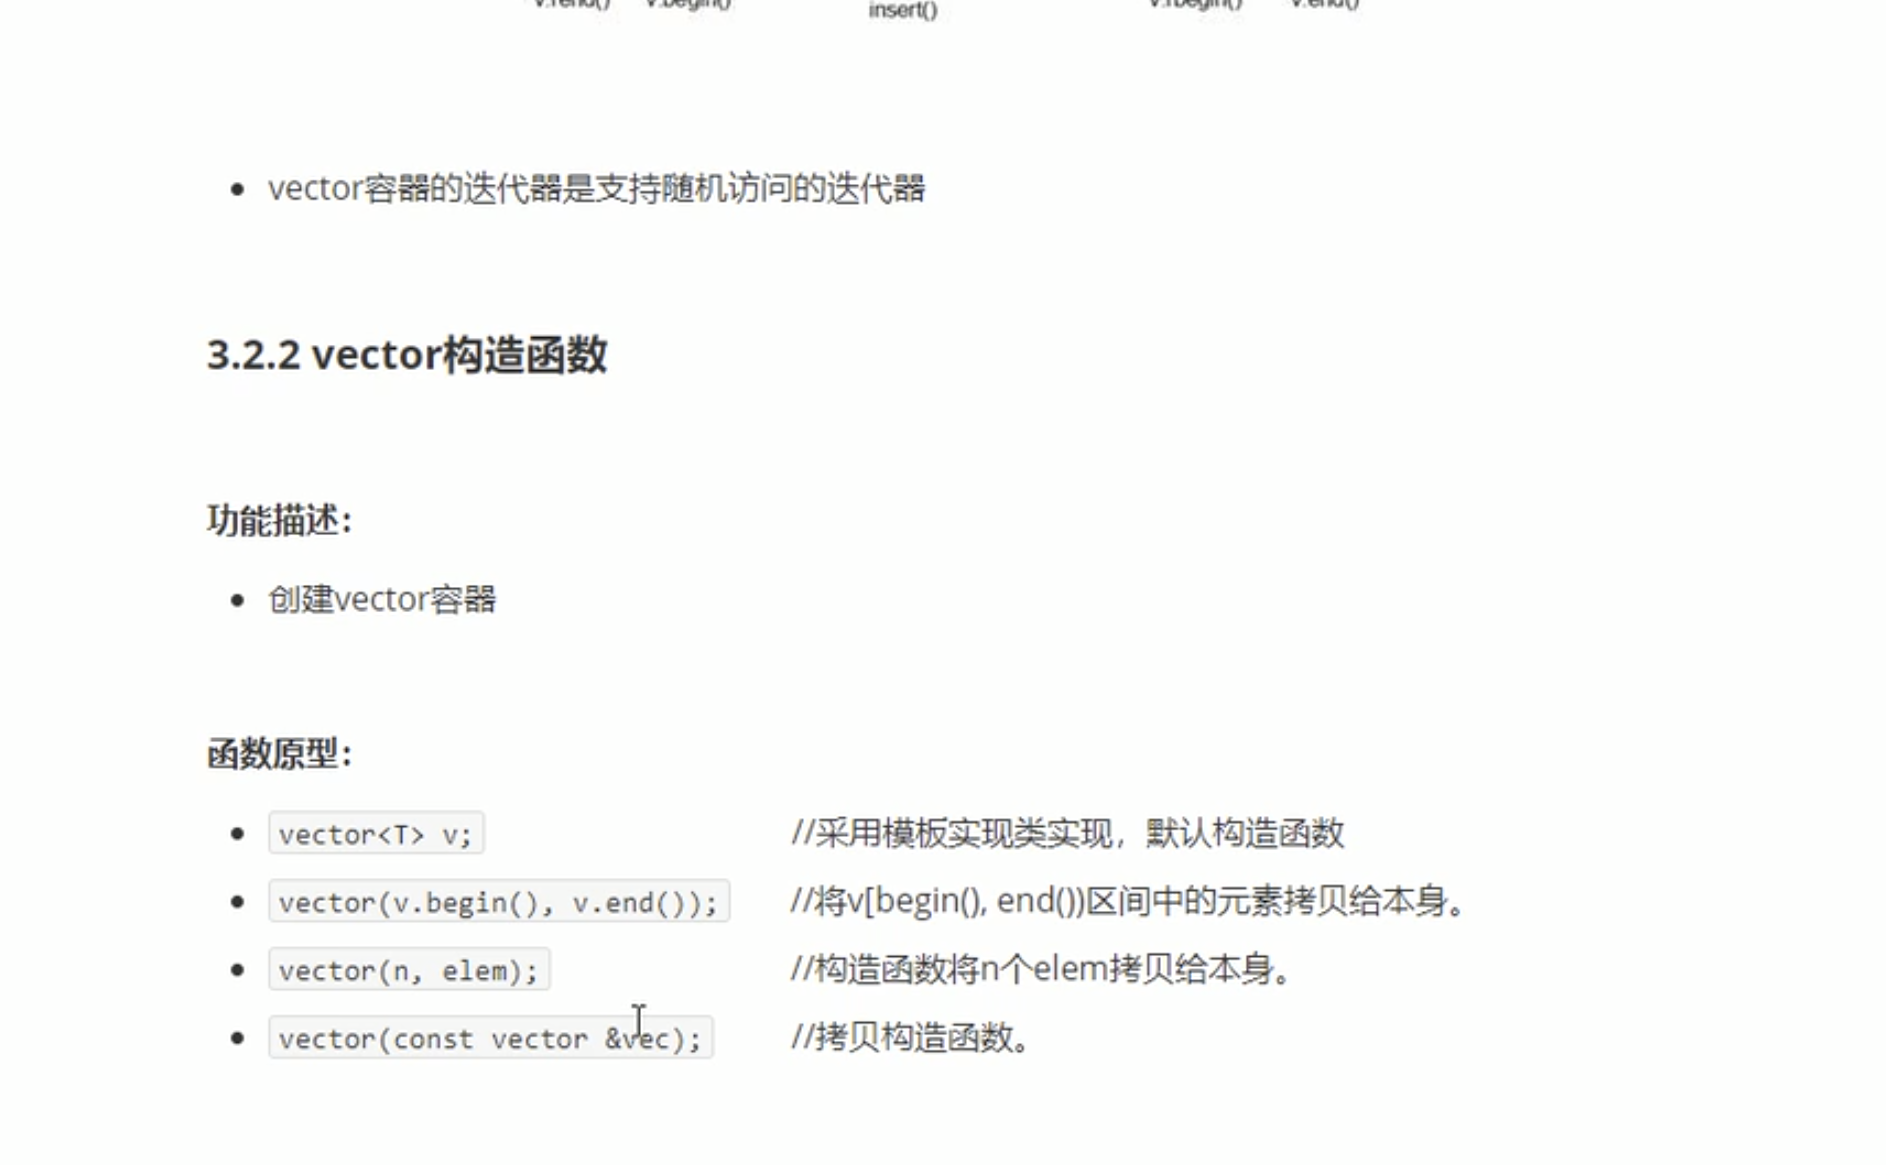 v.rend() v.begin() insert() v.rbegin() v.end()
vector容器的迭代器是支持随机访问的迭代器
3.2.2 vector构造函数
功能描述：
创建vector容器
函数原型：
vector<T> v; //采用模板实现类实现，默认构造函数
vector(v.begin(), v.end()); //将v[begin(), end())区间中的元素拷贝给本身。
vector(n, elem); //构造函数将n个elem拷贝给本身。
vector(const vector &vec); //拷贝构造函数。